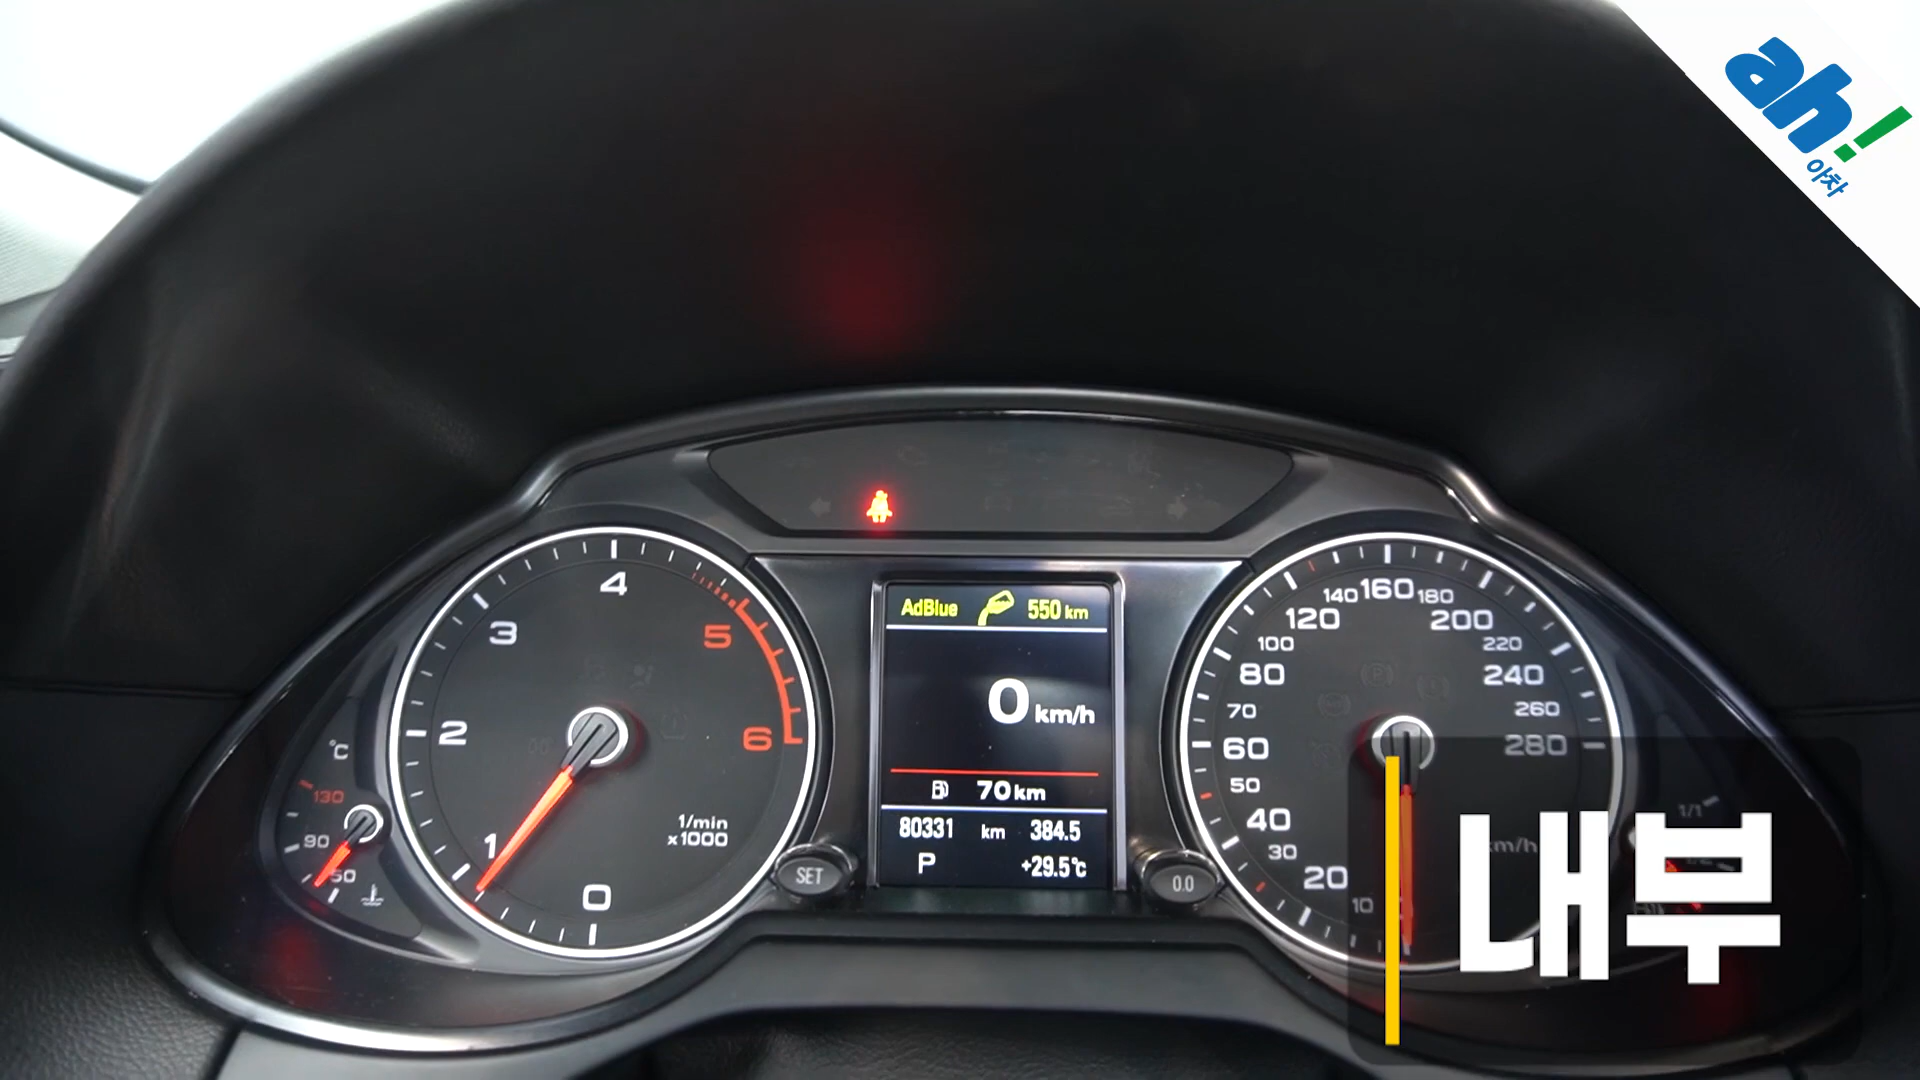 ah!
아차
4
3
5
2
6
1
0
1/min
x1000
°C
130
90
50
AdBlue 550 km
0 km/h
70 km
80331 km 384.5
P +29.5°C
SET
0.0
140 160 180
120 200
100 220
80 240
70 260
60 280
50
40
30
20
10
km/h
1/1
내부